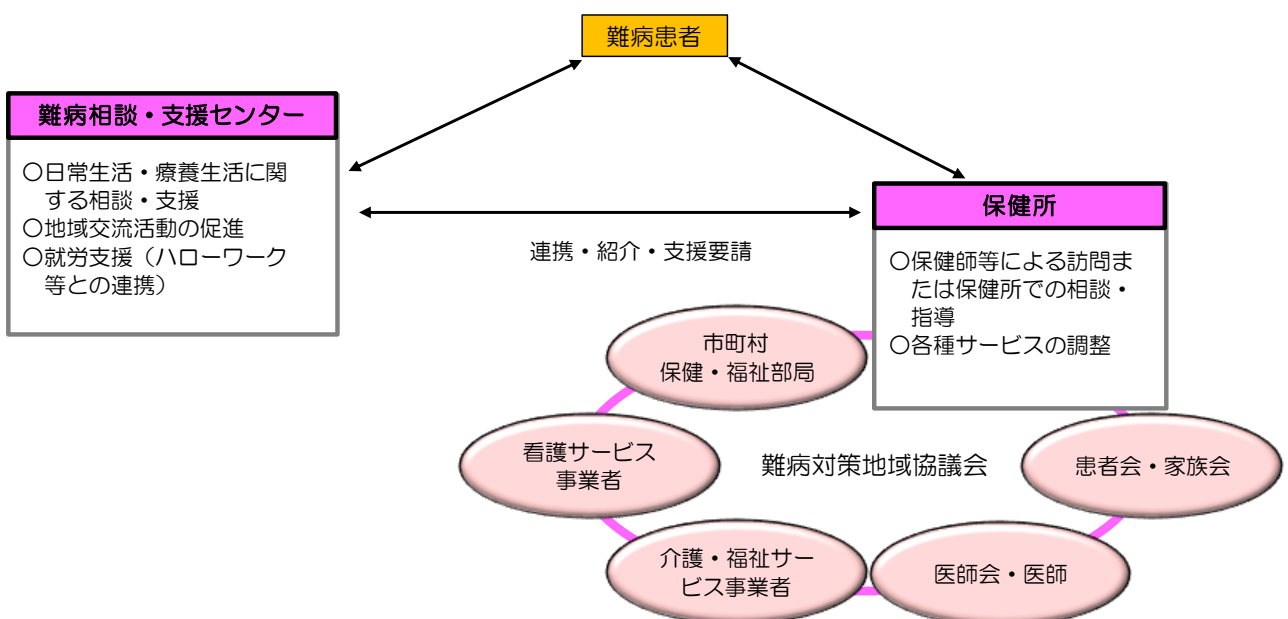 難病患者
難病相談・支援センター
〇日常生活・療養生活に関
する相談・支援
〇地域交流活動の促進
〇就労支援（ハローワーク
等との連携）
連携・紹介・支援要請
保健所
〇保健師等による訪問ま
たは保健所での相談・
指導
〇各種サービスの調整
市町村
保健・福祉部局
看護サービス
事業者
難病対策地域協議会
患者会・家族会
介護・福祉サー
ビス事業者
医師会・医師